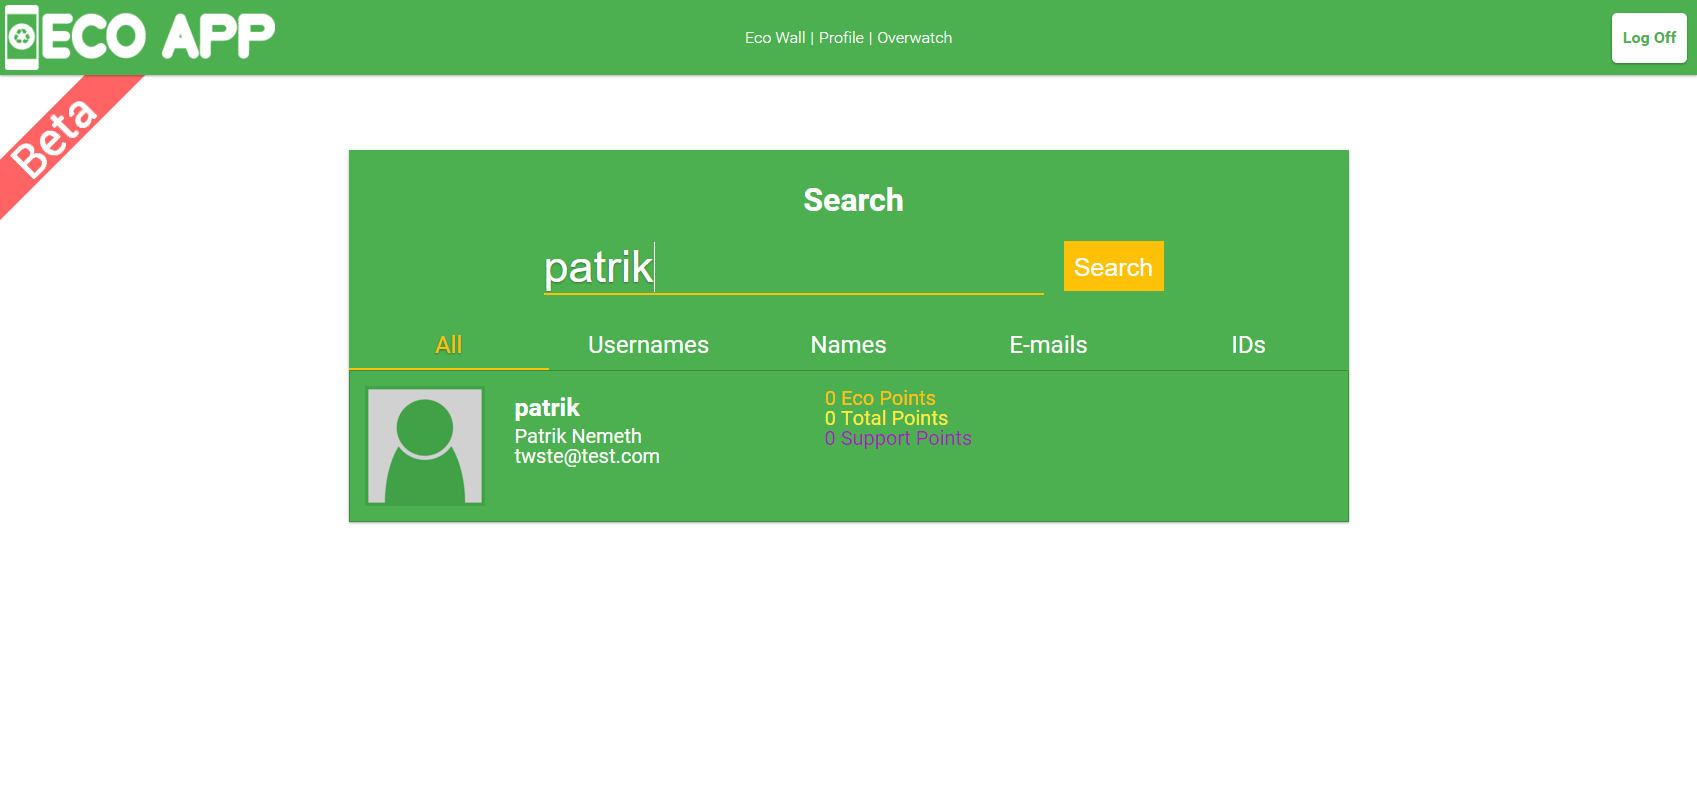 ECO APP
Eco Wall | Profile | Overwatch
Log Off
Beta
Search
patrik
Search
All
Usernames
Names
E-mails
IDs
patrik
Patrik Nemeth
twste@test.com
0 Eco Points
0 Total Points
0 Support Points